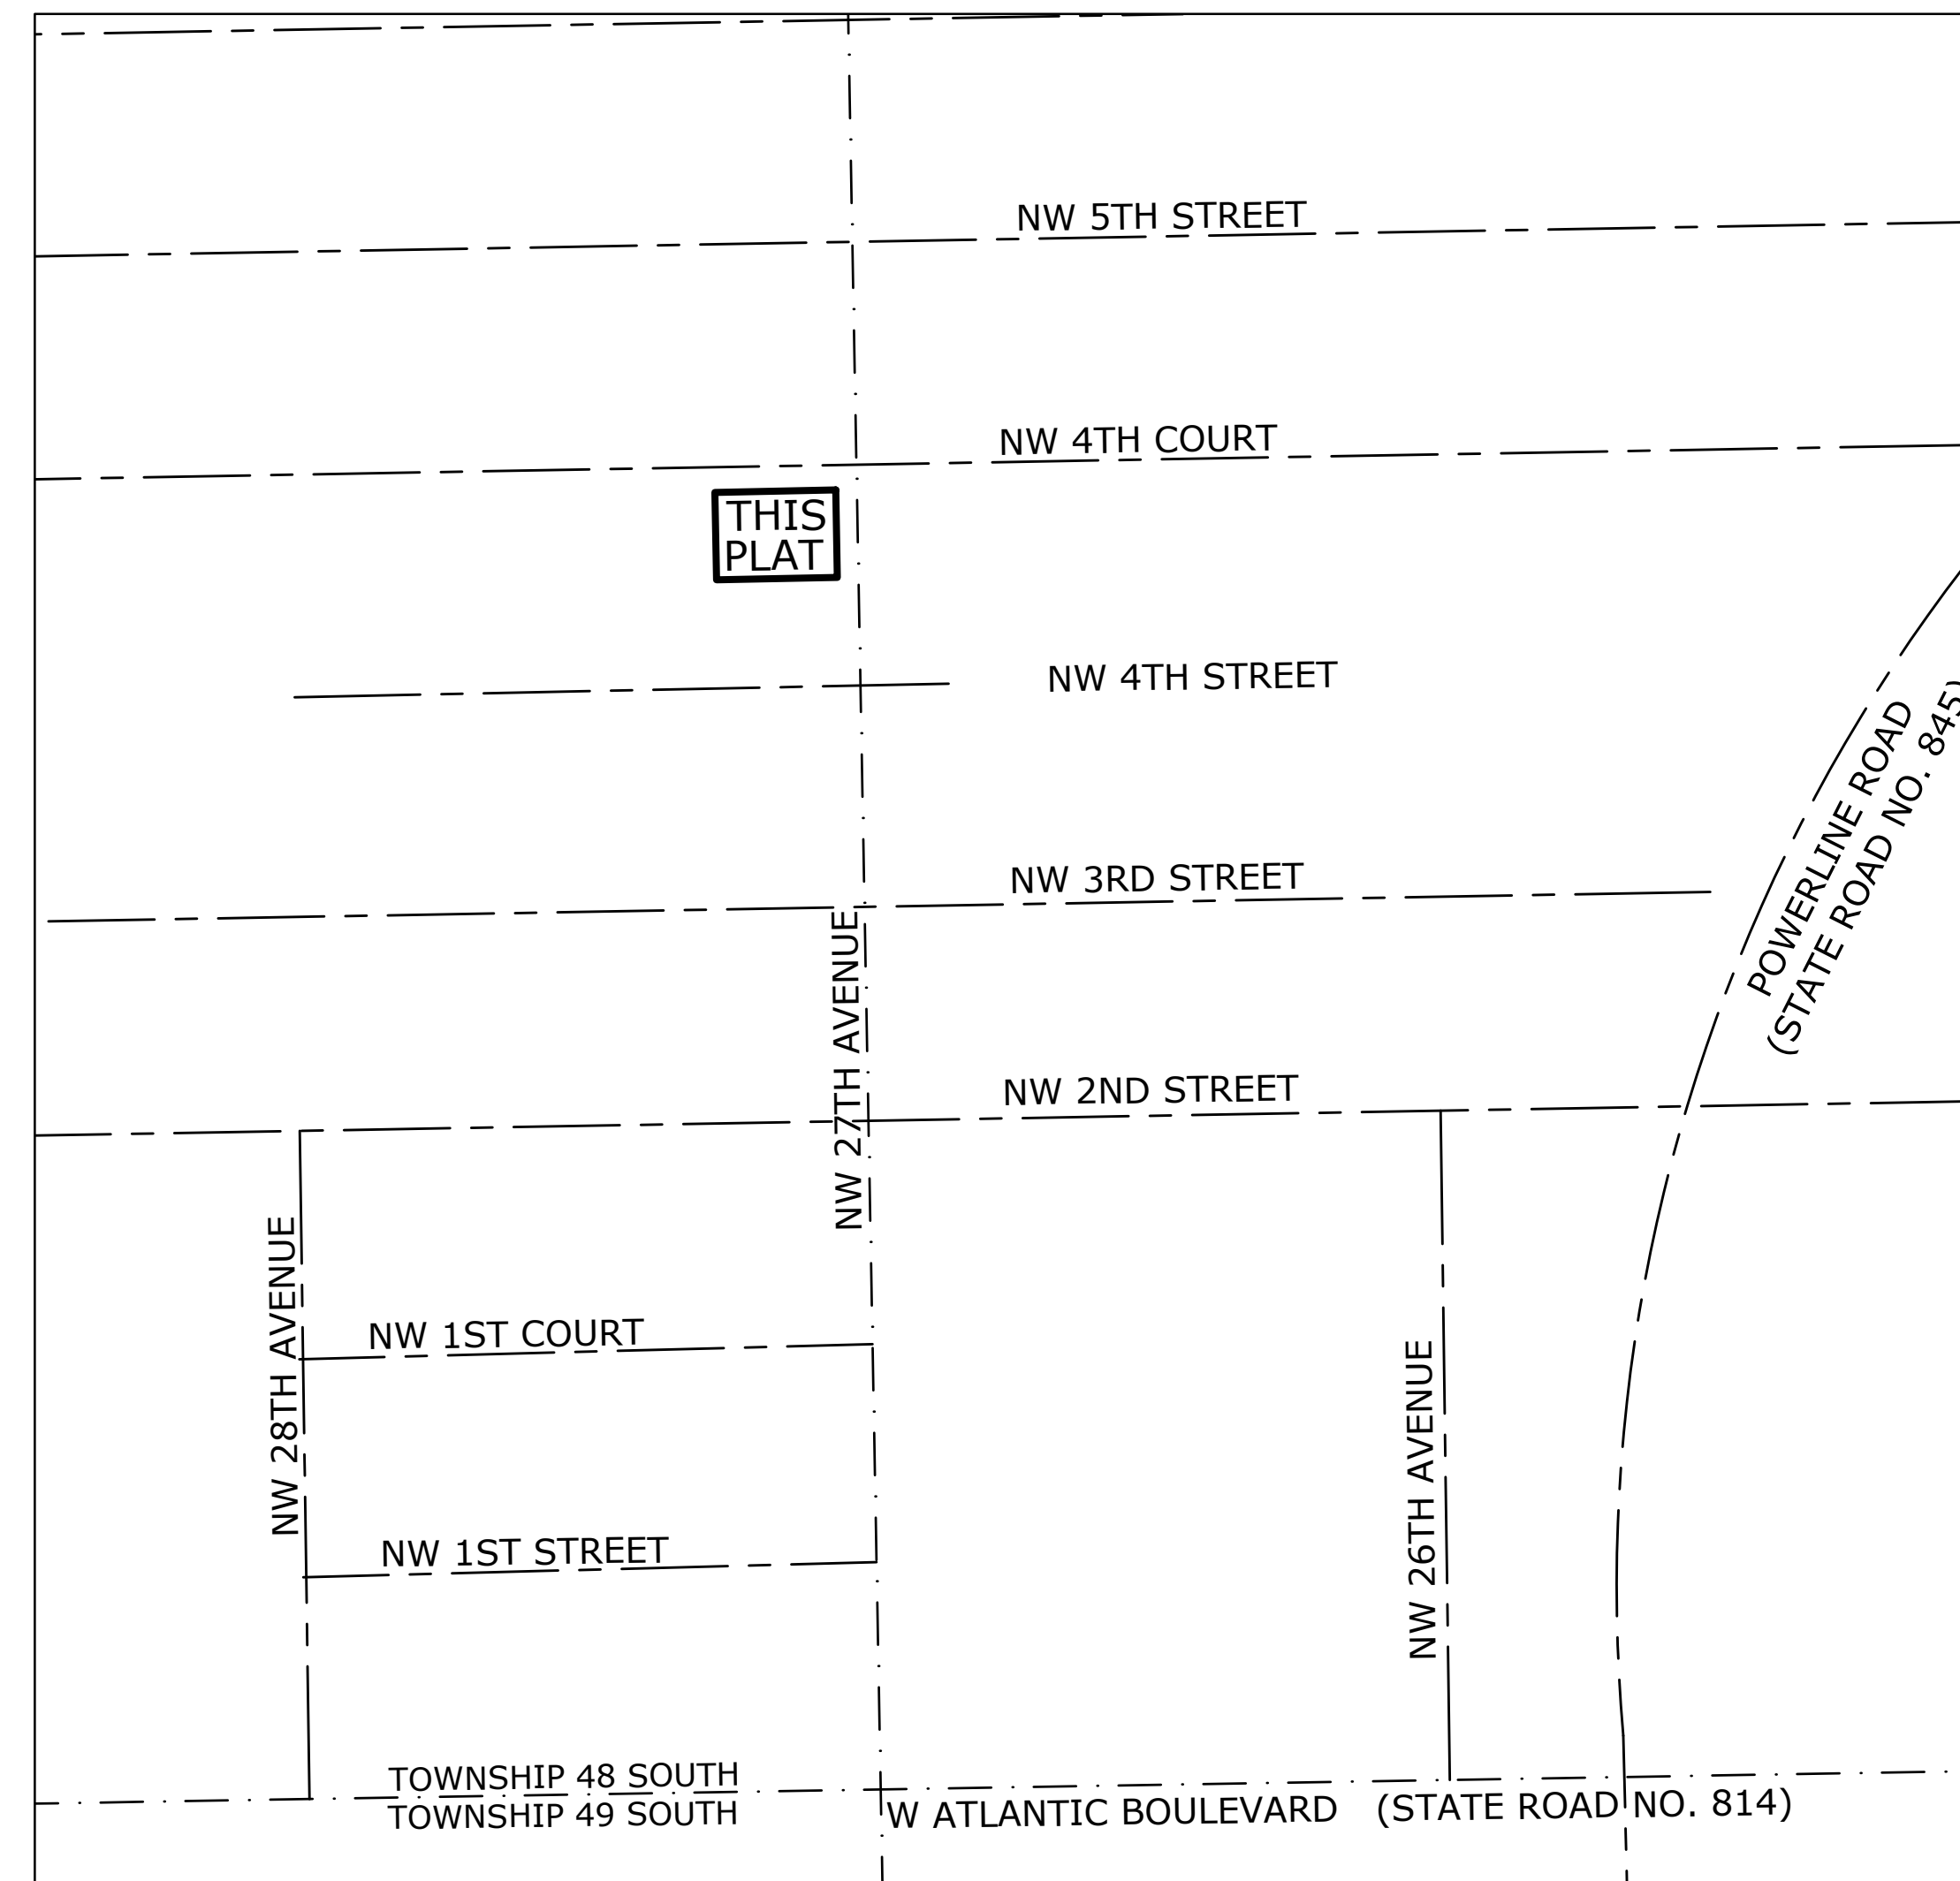 NW 5TH STREET
NW 4TH COURT
THIS
PLAT
NW 4TH STREET
POWERLINE ROAD
(STATE ROAD NO. 845)
NW 3RD STREET
NW 27TH AVENUE
NW 2ND STREET
NW 28TH AVENUE
NW 1ST COURT
NW 26TH AVENUE
NW 1ST STREET
TOWNSHIP 48 SOUTH
TOWNSHIP 49 SOUTH
W ATLANTIC BOULEVARD (STATE ROAD NO. 814)